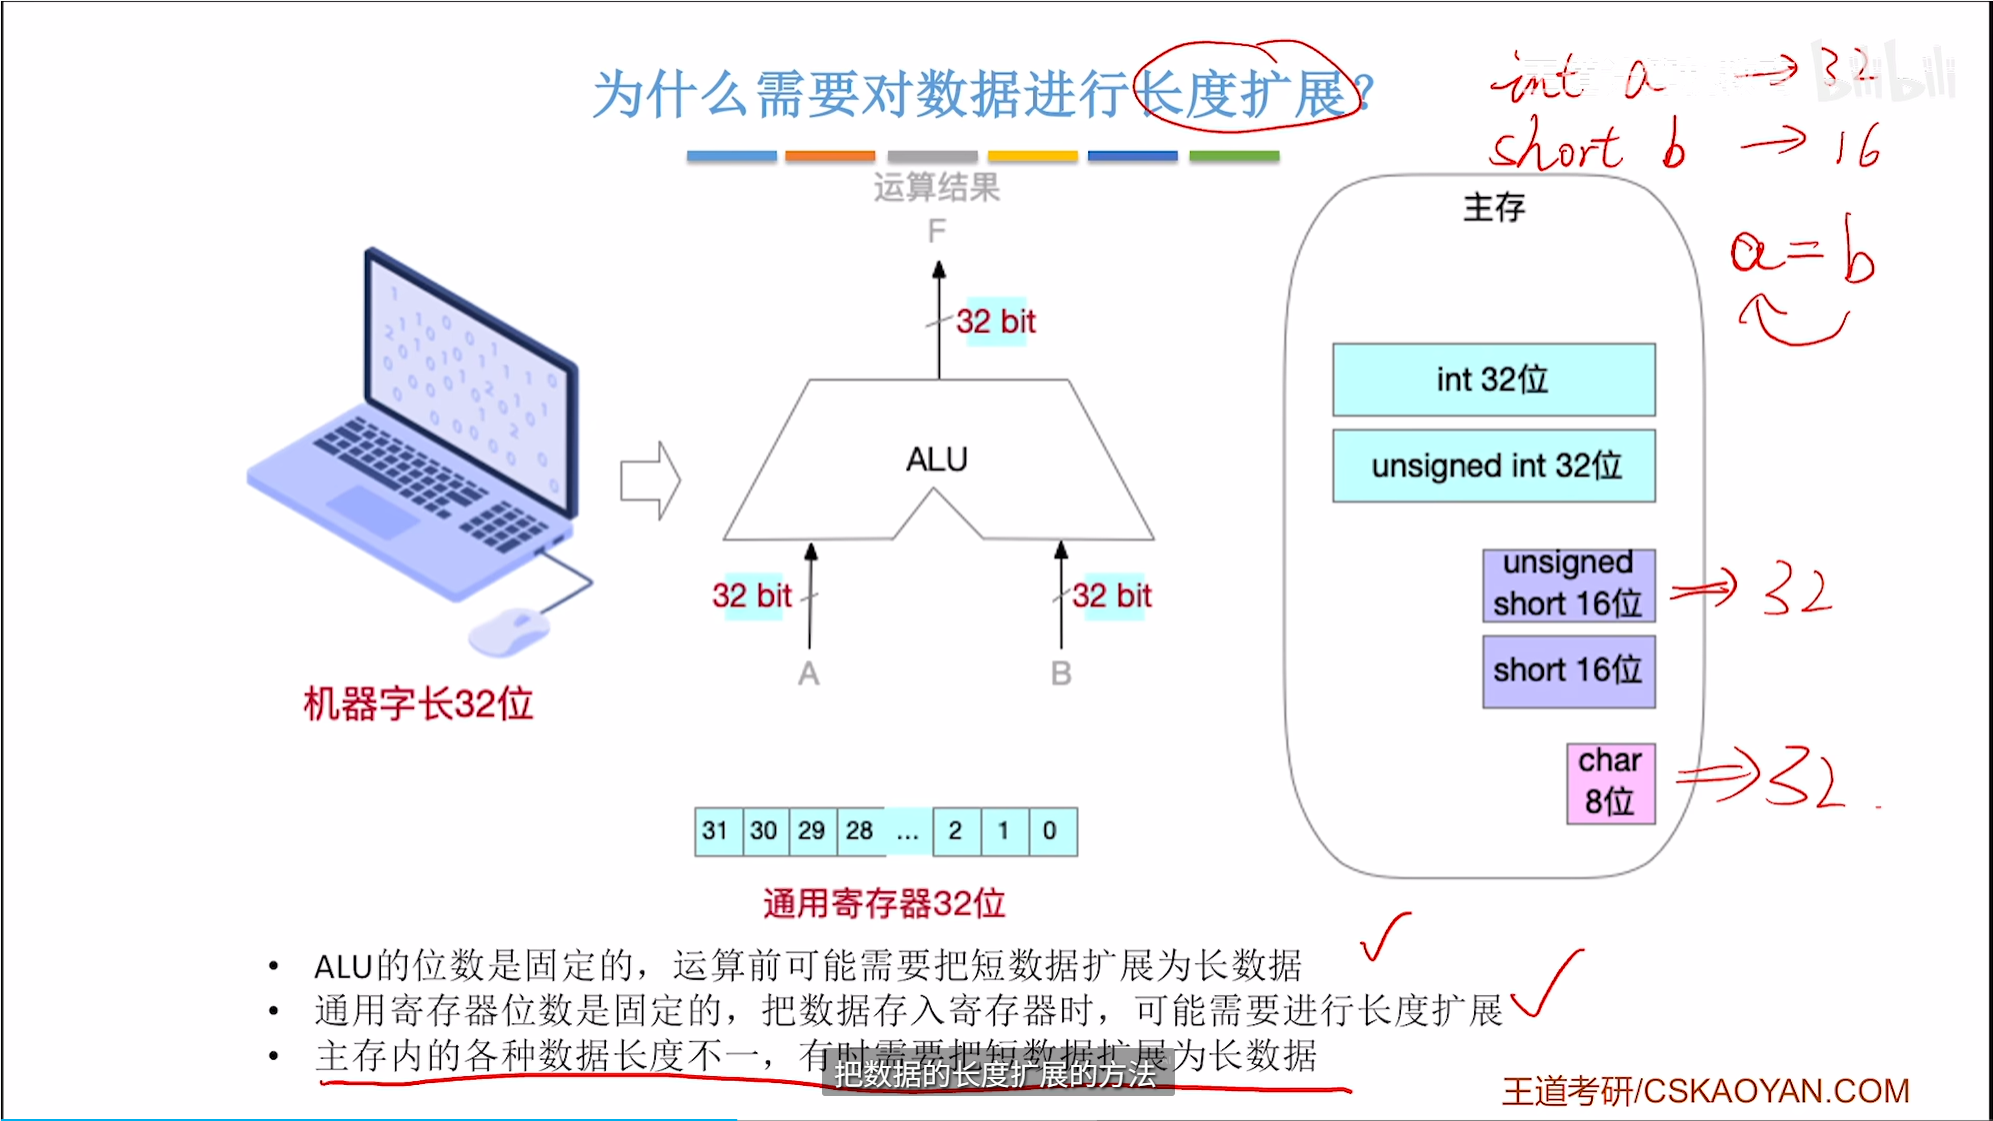 为什么需要对数据进行长度扩展?
int a → 32
short b → 16
a=b
运算结果
F
32 bit
ALU
32 bit
32 bit
A
B
机器字长32位
主存
int 32位
unsigned int 32位
unsigned
short 16位
⇒ 32
short 16位
char
8位
⇒ 32
31 30 29 28 ... 2 1 0
通用寄存器32位
• ALU的位数是固定的，运算前可能需要把短数据扩展为长数据
• 通用寄存器位数是固定的，把数据存入寄存器时，可能需要进行长度扩展
• 主存内的各种数据长度不一，有时需要把短数据扩展为长数据
把数据的长度扩展的方法
王道考研/CSKAOYAN.COM
bilibili